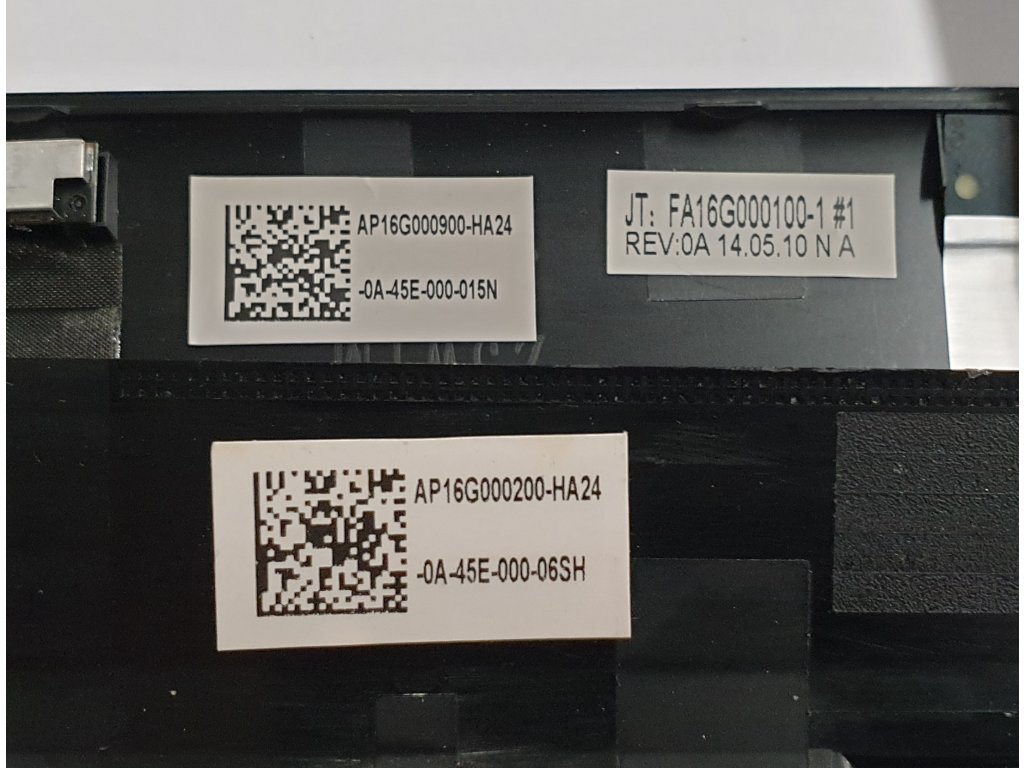 AP16G000900-HA24
-0A-45E-000-015N
JT: FA16G000100-1 #1
REV:0A 14.05.10 N A
AP16G000200-HA24
-0A-45E-000-06SH